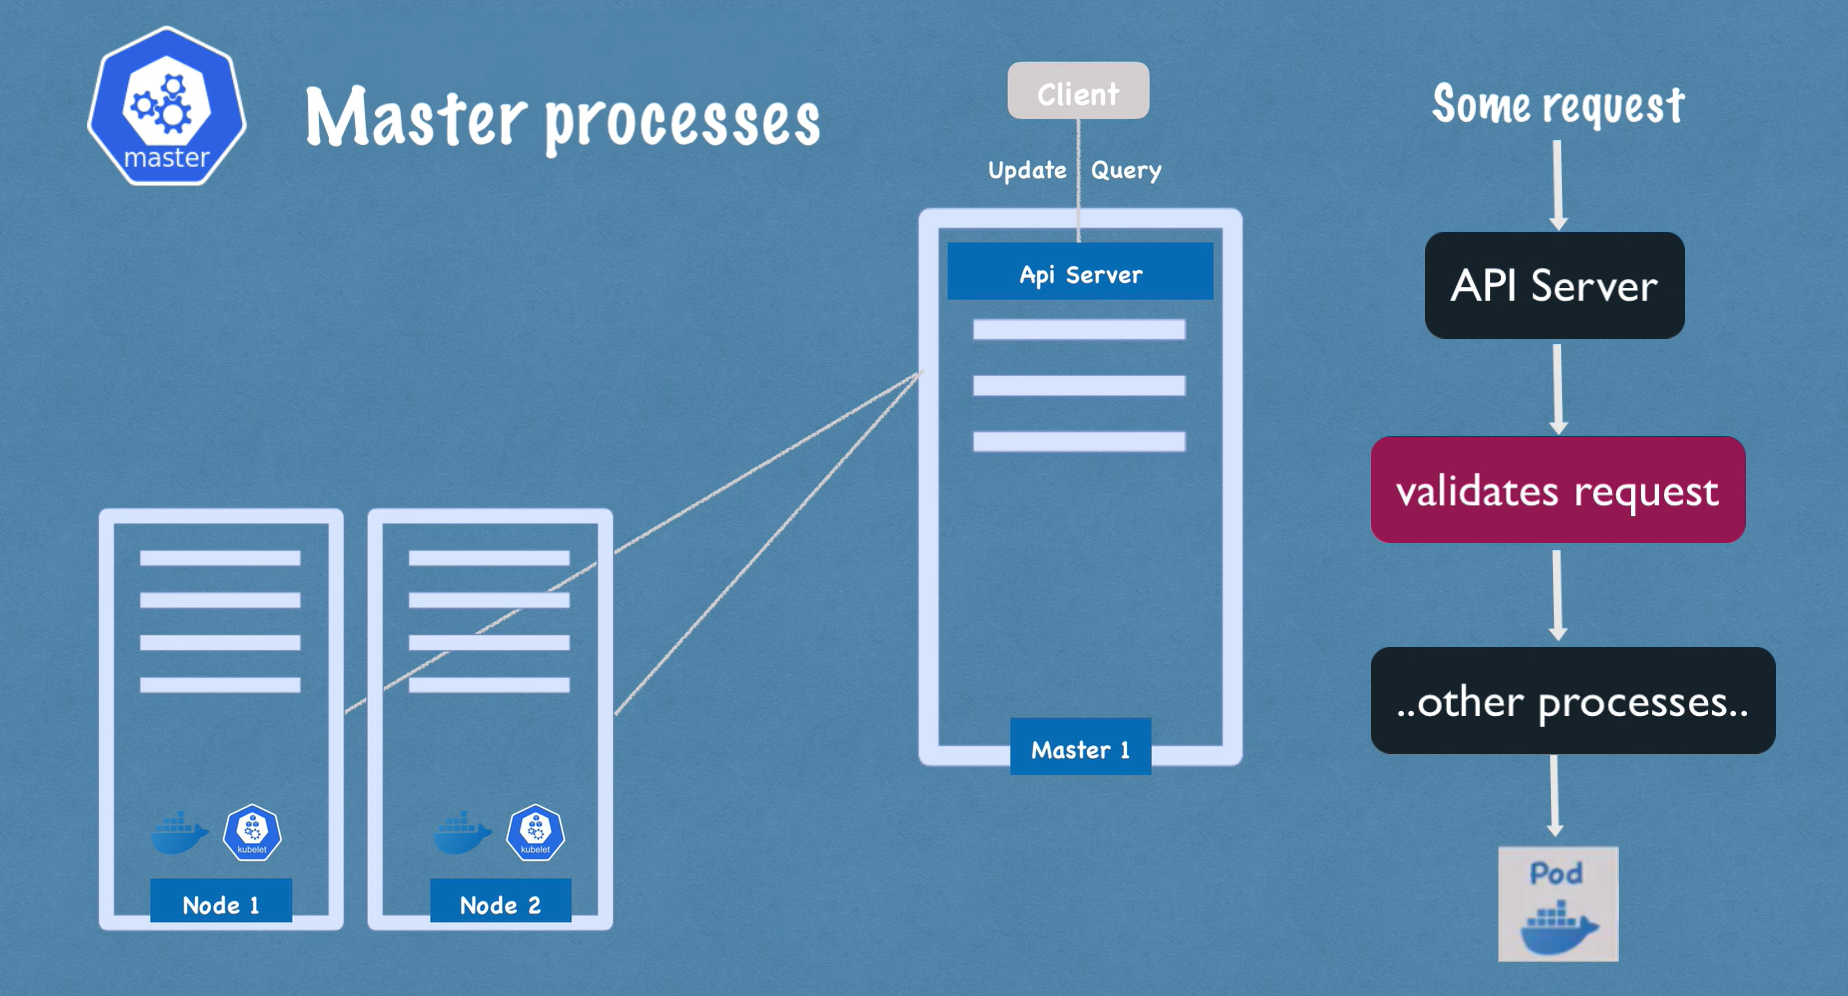 master
Master processes
Client
Update
Query
Api Server
Master 1
kubelet
Node 1
kubelet
Node 2
Some request
API Server
validates request
..other processes..
Pod